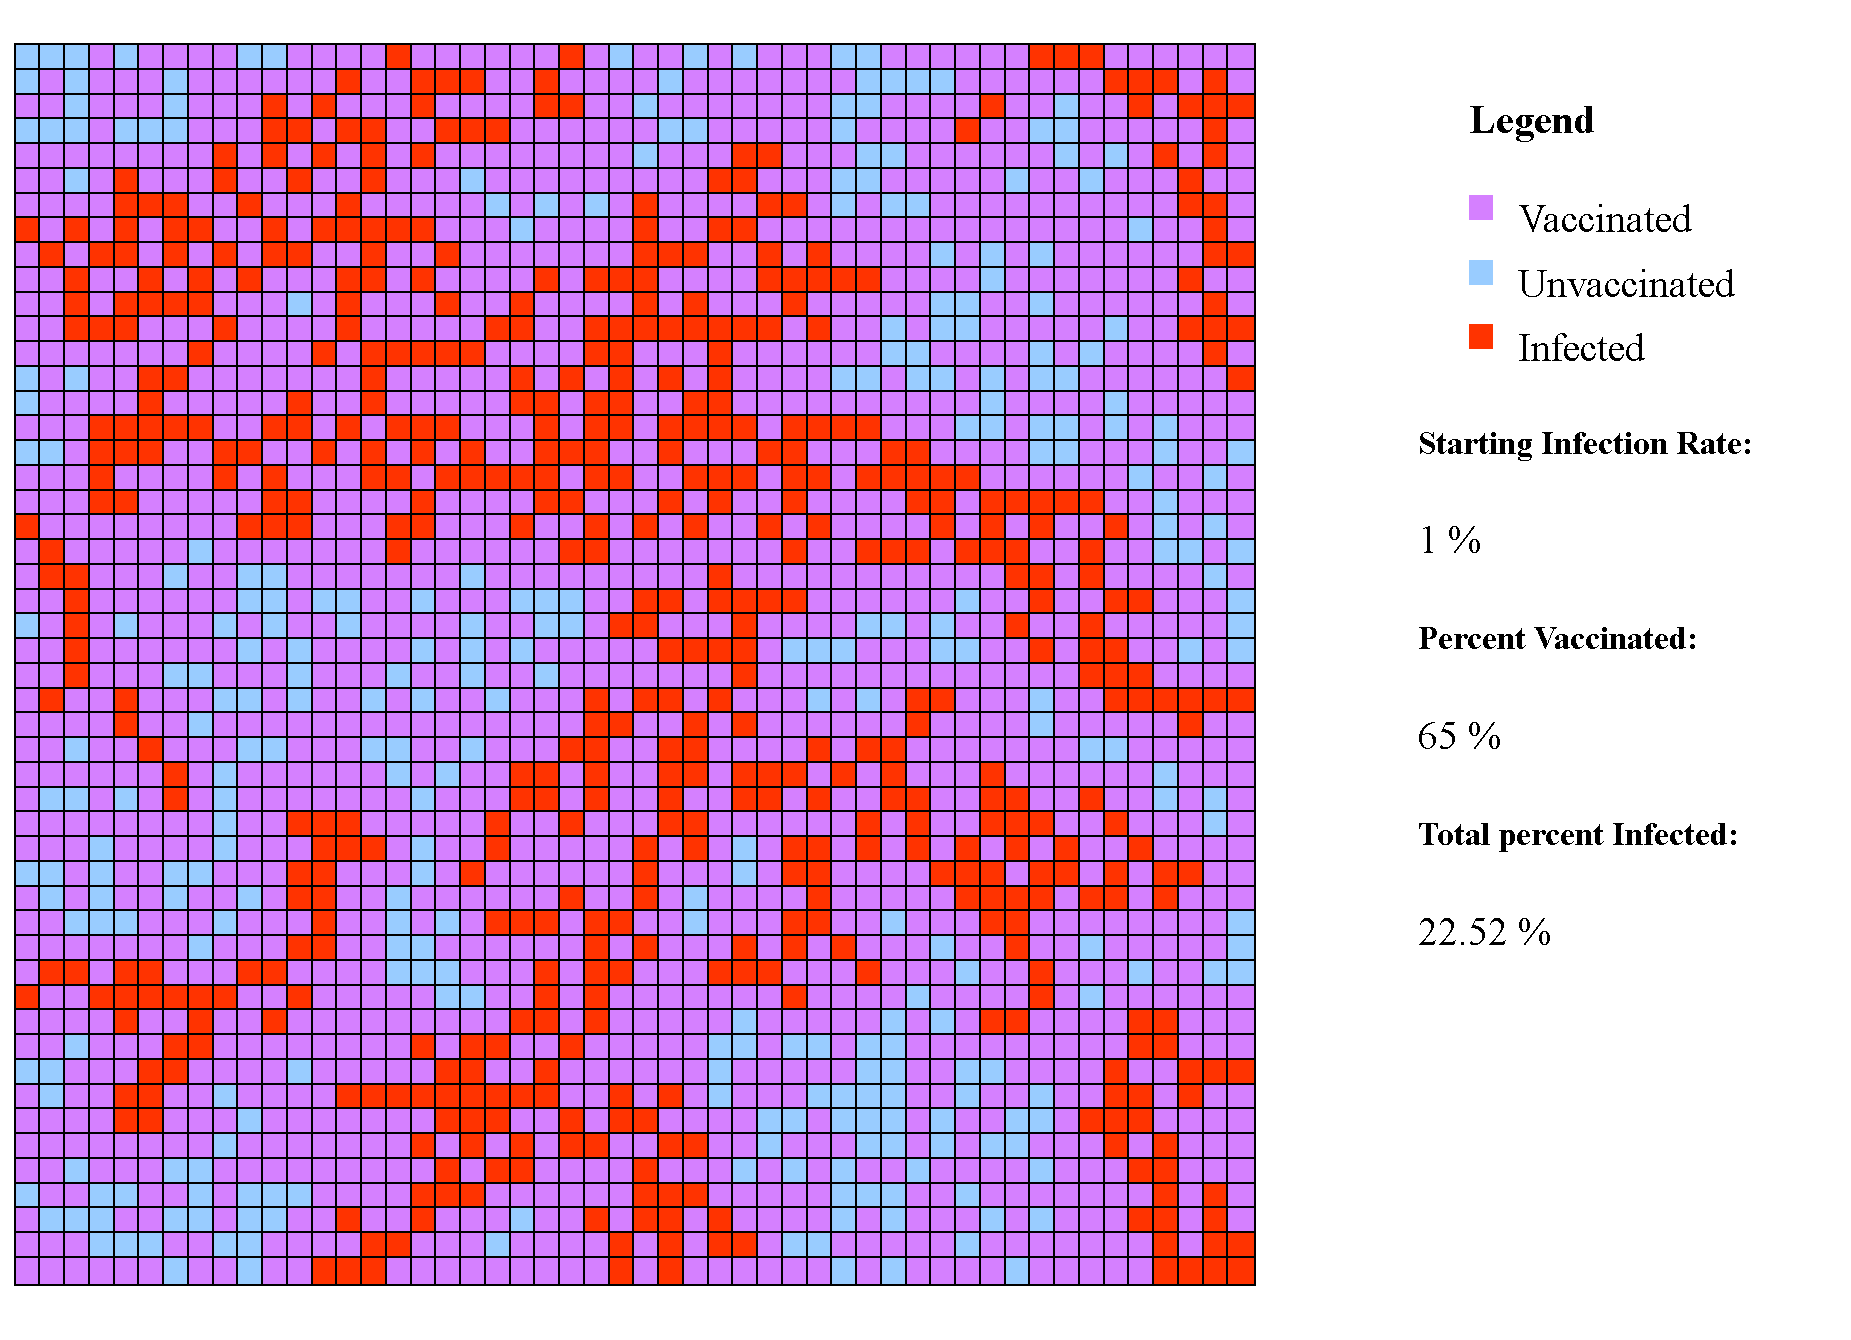 Legend
Vaccinated
Unvaccinated
Infected
Starting Infection Rate:
1 %
Percent Vaccinated:
65 %
Total percent Infected:
22.52 %